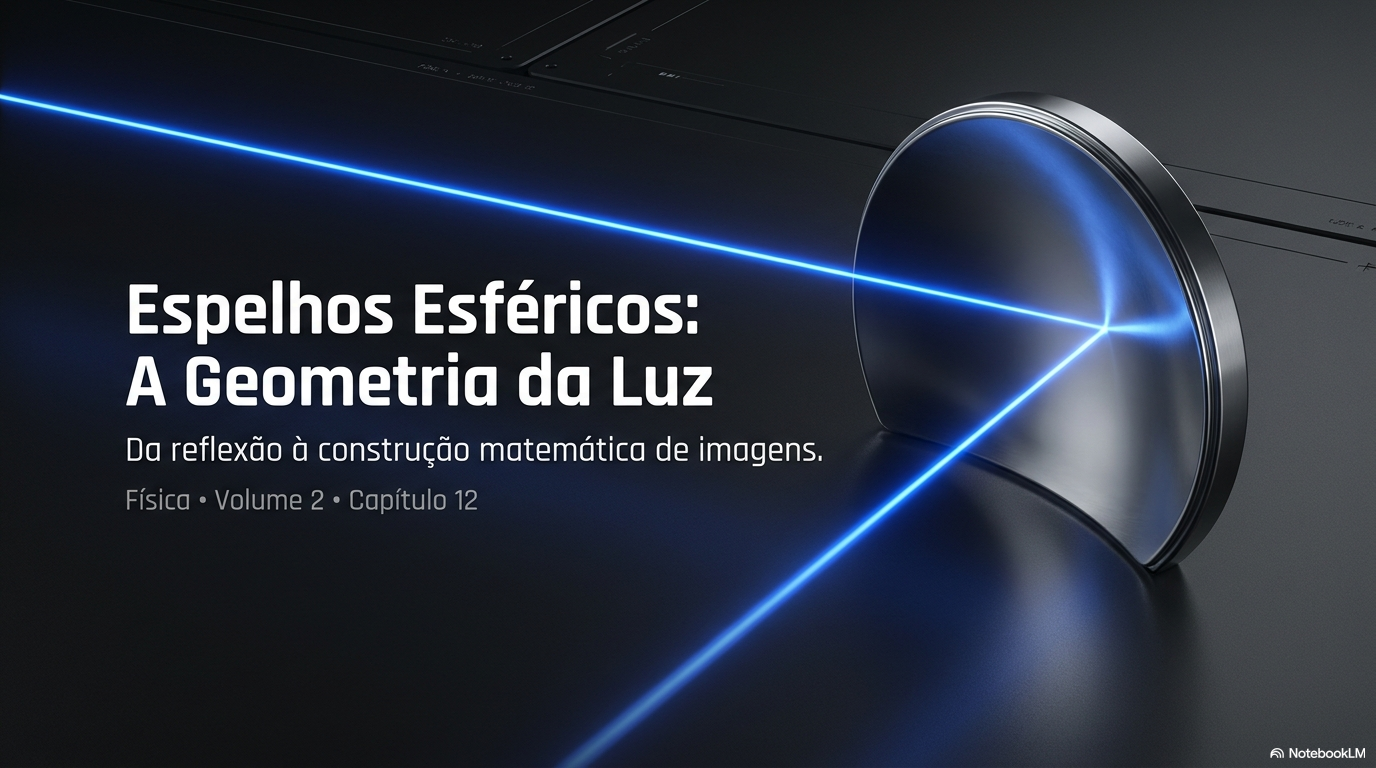 Espelhos Esféricos:
A Geometria da Luz
Da reflexão à construção matemática de imagens.
Física • Volume 2 • Capítulo 12
NotebookLM